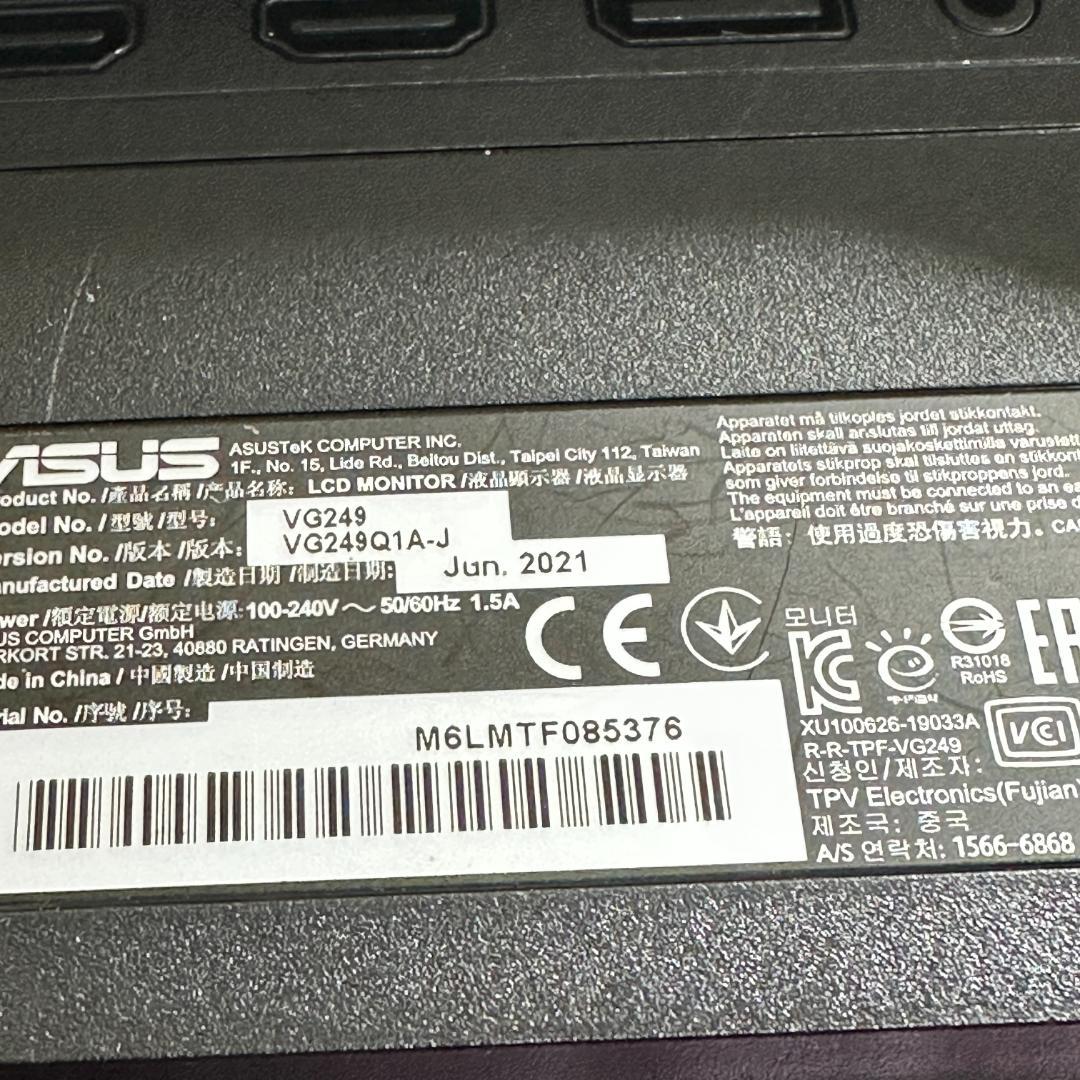 ASUS
ASUSTeK COMPUTER INC.
1F., No. 15, Lide Rd., Beitou Dist., Taipei City 112, Taiwan
oduct No. /產品名稱 /产品名称: LCD MONITOR /液晶顯示器 /液晶显示器
odel No. /型號 /型号: VG249
ersion No. /版本 /版本: VG249Q1A-J
anufactured Date /製造日期 /制造日期: Jun. 2021
wer /額定電源/额定电源: 100-240V～ 50/60Hz 1.5A
US COMPUTER GmbH
RKORT STR. 21-23, 40880 RATINGEN, GERMANY
de in China / 中國製造 /中国制造
ial No. /序號 /序号:
M6LMTF085376
Apparatet må tilkoples jordet stikkontakt.
Apparaten skall anslutas till jordat uttag.
Laite on liitettävä suojakoskettimilla varustett
Apparatets stikprop skal tilsluttes en stikkont
som giver forbindelse til stikproppens jord.
The equipment must be connected to an ea
L'appareil doit être branché sur une prise d
警語: 使用過度恐傷害視力。CA
CE
모니터
R31018
RoHS
EAC
XU100626-19033A
R-R-TPF-VG249
VCI
신청인/제조자:
TPV Electronics(Fujian)
제조국: 중국
A/S 연락처: 1566-6868